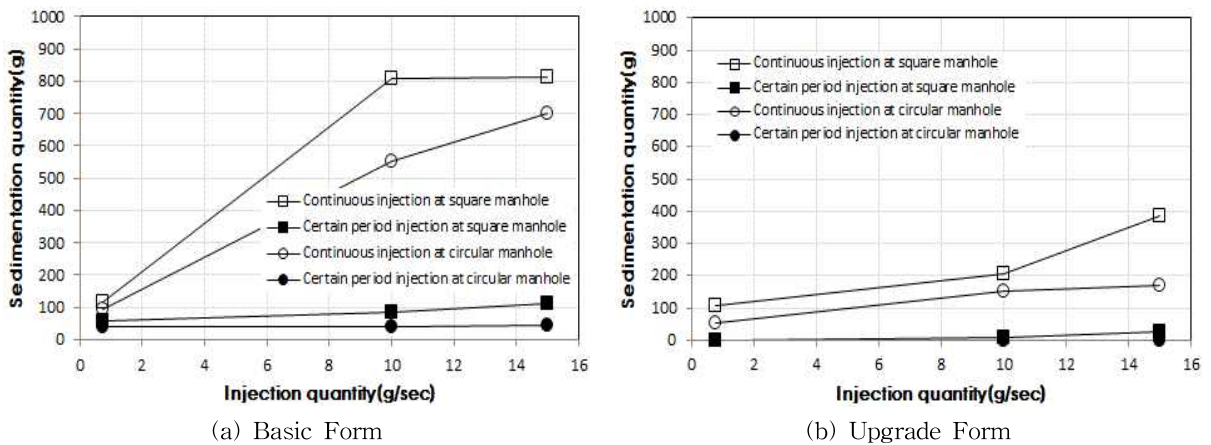 1000
900
800
700
600
500
400
300
200
100
0
Sedimentation quantity(g)
Continuous injection at square manhole
Certain period injection at square manhole
Continuous injection at circular manhole
Certain period injection at circular manhole
0 2 4 6 8 10 12 14 16
Injection quantity(g/sec)
(a) Basic Form
1000
900
800
700
600
500
400
300
200
100
0
Sedimentation quantity(g)
Continuous injection at square manhole
Certain period injection at square manhole
Continuous injection at circular manhole
Certain period injection at circular manhole
0 2 4 6 8 10 12 14 16
Injection quantity(g/sec)
(b) Upgrade Form